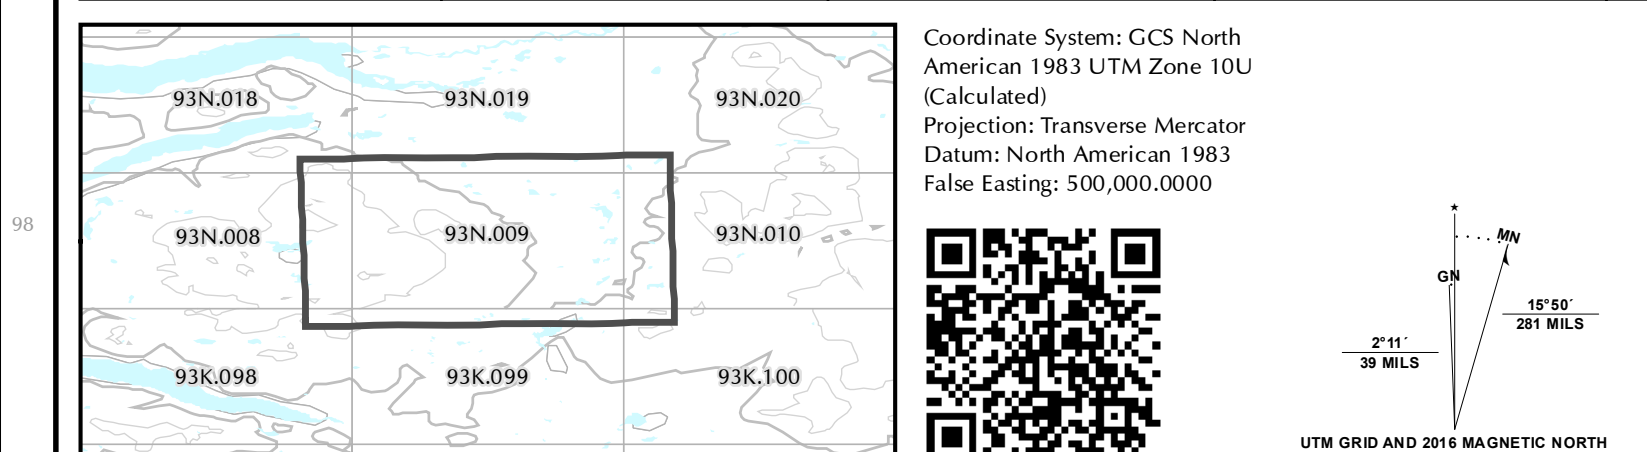 98
93N.018
93N.019
93N.020
93N.008
93N.009
93N.010
93K.098
93K.099
93K.100
Coordinate System: GCS North
American 1983 UTM Zone 10U
(Calculated)
Projection: Transverse Mercator
Datum: North American 1983
False Easting: 500,000.0000
MN
GN
15°50´
281 MILS
2°11´
39 MILS
UTM GRID AND 2016 MAGNETIC NORTH